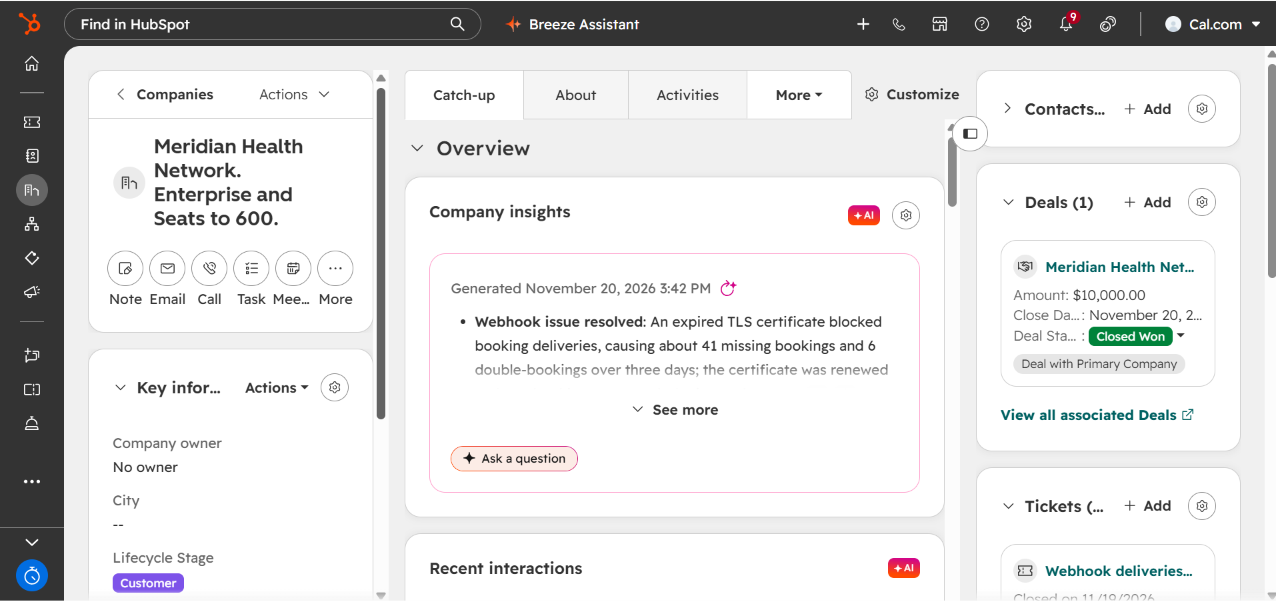 Find in HubSpot
Breeze Assistant
9
Cal.com
Companies
Actions
Meridian Health
Network.
Enterprise and
Seats to 600.
Note
Email
Call
Task
Mee...
More
Key infor...
Actions
Company owner
No owner
City
--
Lifecycle Stage
Customer
Catch-up
About
Activities
More
Customize
Overview
Company insights
AI
Generated November 20, 2026 3:42 PM
• Webhook issue resolved: An expired TLS certificate blocked
booking deliveries, causing about 41 missing bookings and 6
double-bookings over three days; the certificate was renewed
See more
Ask a question
Recent interactions
AI
Contacts...
+ Add
Deals (1)
+ Add
Meridian Health Net...
Amount: $10,000.00
Close Da...: November 20, 2...
Deal Sta... : Closed Won
Deal with Primary Company
View all associated Deals
Tickets (...
+ Add
Webhook deliveries...
Closed on 11/19/2026